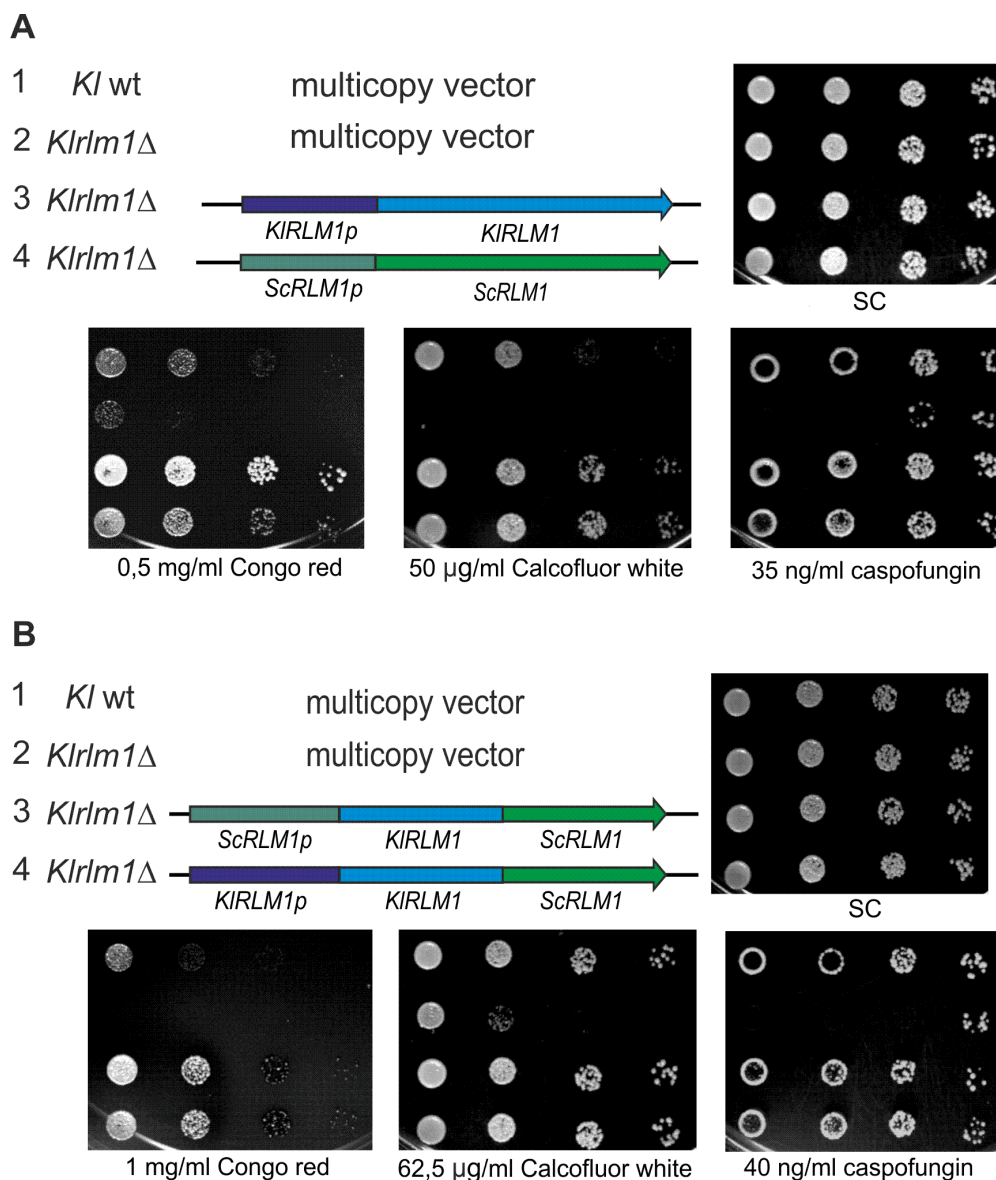 A
1 Kl wt multicopy vector
2 Klrlm1Δ multicopy vector
3 Klrlm1Δ
KlRLM1p KlRLM1
4 Klrlm1Δ
ScRLM1p ScRLM1
SC
0,5 mg/ml Congo red 50 µg/ml Calcofluor white 35 ng/ml caspofungin
B
1 Kl wt multicopy vector
2 Klrlm1Δ multicopy vector
3 Klrlm1Δ
ScRLM1p KlRLM1 ScRLM1
4 Klrlm1Δ
KlRLM1p KlRLM1 ScRLM1
SC
1 mg/ml Congo red 62,5 µg/ml Calcofluor white 40 ng/ml caspofungin